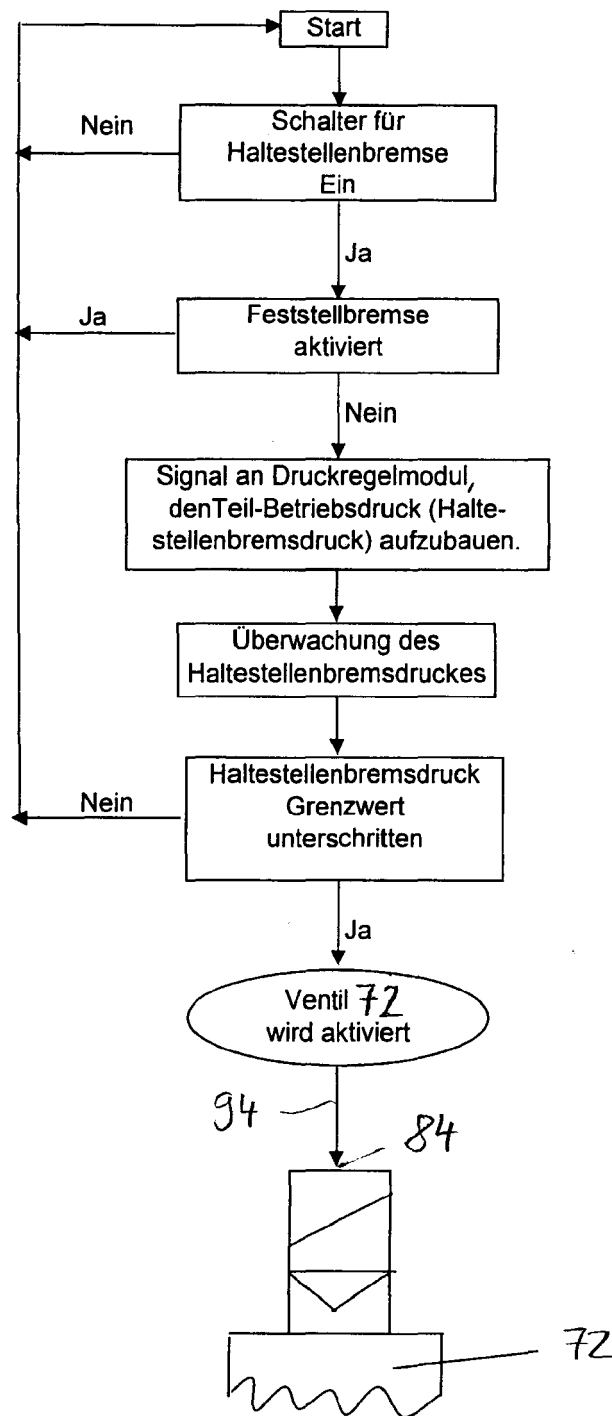 Start
Nein
Schalter für
Haltestellenbremse
Ein
Ja
Ja
Feststellbremse
aktiviert
Nein
Signal an Druckregelmodul,
denTeil-Betriebsdruck (Halte-
stellenbremsdruck) aufzubauen.
Überwachung des
Haltestellenbremsdruckes
Nein
Haltestellenbremsdruck
Grenzwert
unterschritten
Ja
Ventil 72
wird aktiviert
94
84
72